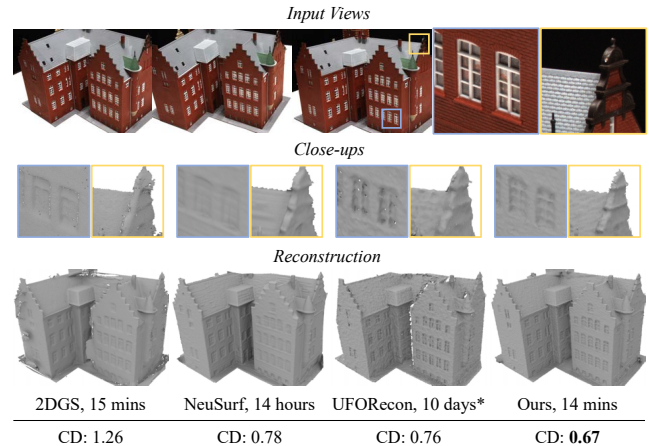 Input Views
Close-ups
Reconstruction
2DGS, 15 mins NeuSurf, 14 hours UFORecon, 10 days* Ours, 14 mins
CD: 1.26 CD: 0.78 CD: 0.76 CD: 0.67